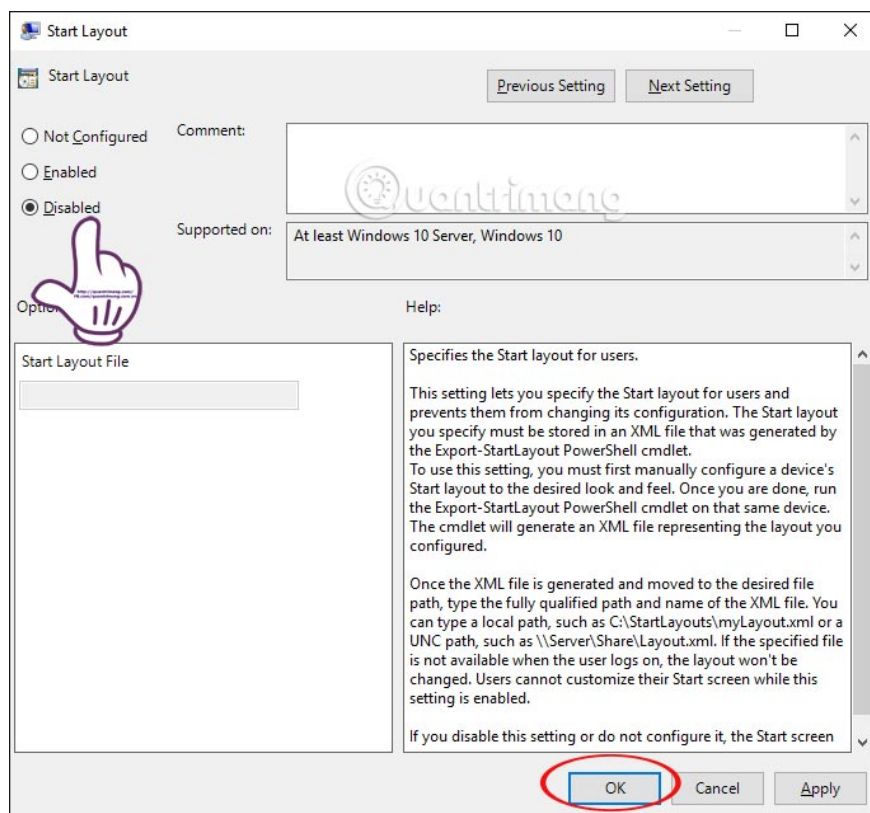 Start Layout
Start Layout
Previous Setting
Next Setting
Not Configured
Comment:
Enabled
Disabled
Quantrimang
Supported on:
At least Windows 10 Server, Windows 10
Help:
Start Layout File
Specifies the Start layout for users.
This setting lets you specify the Start layout for users and
prevents them from changing its configuration. The Start layout
you specify must be stored in an XML file that was generated by
the Export-StartLayout PowerShell cmdlet.
To use this setting, you must first manually configure a device's
Start layout to the desired look and feel. Once you are done, run
the Export-StartLayout PowerShell cmdlet on that same device.
The cmdlet will generate an XML file representing the layout you
configured.
Once the XML file is generated and moved to the desired file
path, type the fully qualified path and name of the XML file. You
can type a local path, such as C:\StartLayouts\myLayout.xml or a
UNC path, such as \\Server\Share\Layout.xml. If the specified file
is not available when the user logs on, the layout won't be
changed. Users cannot customize their Start screen while this
setting is enabled.
If you disable this setting or do not configure it, the Start screen
OK
Cancel
Apply